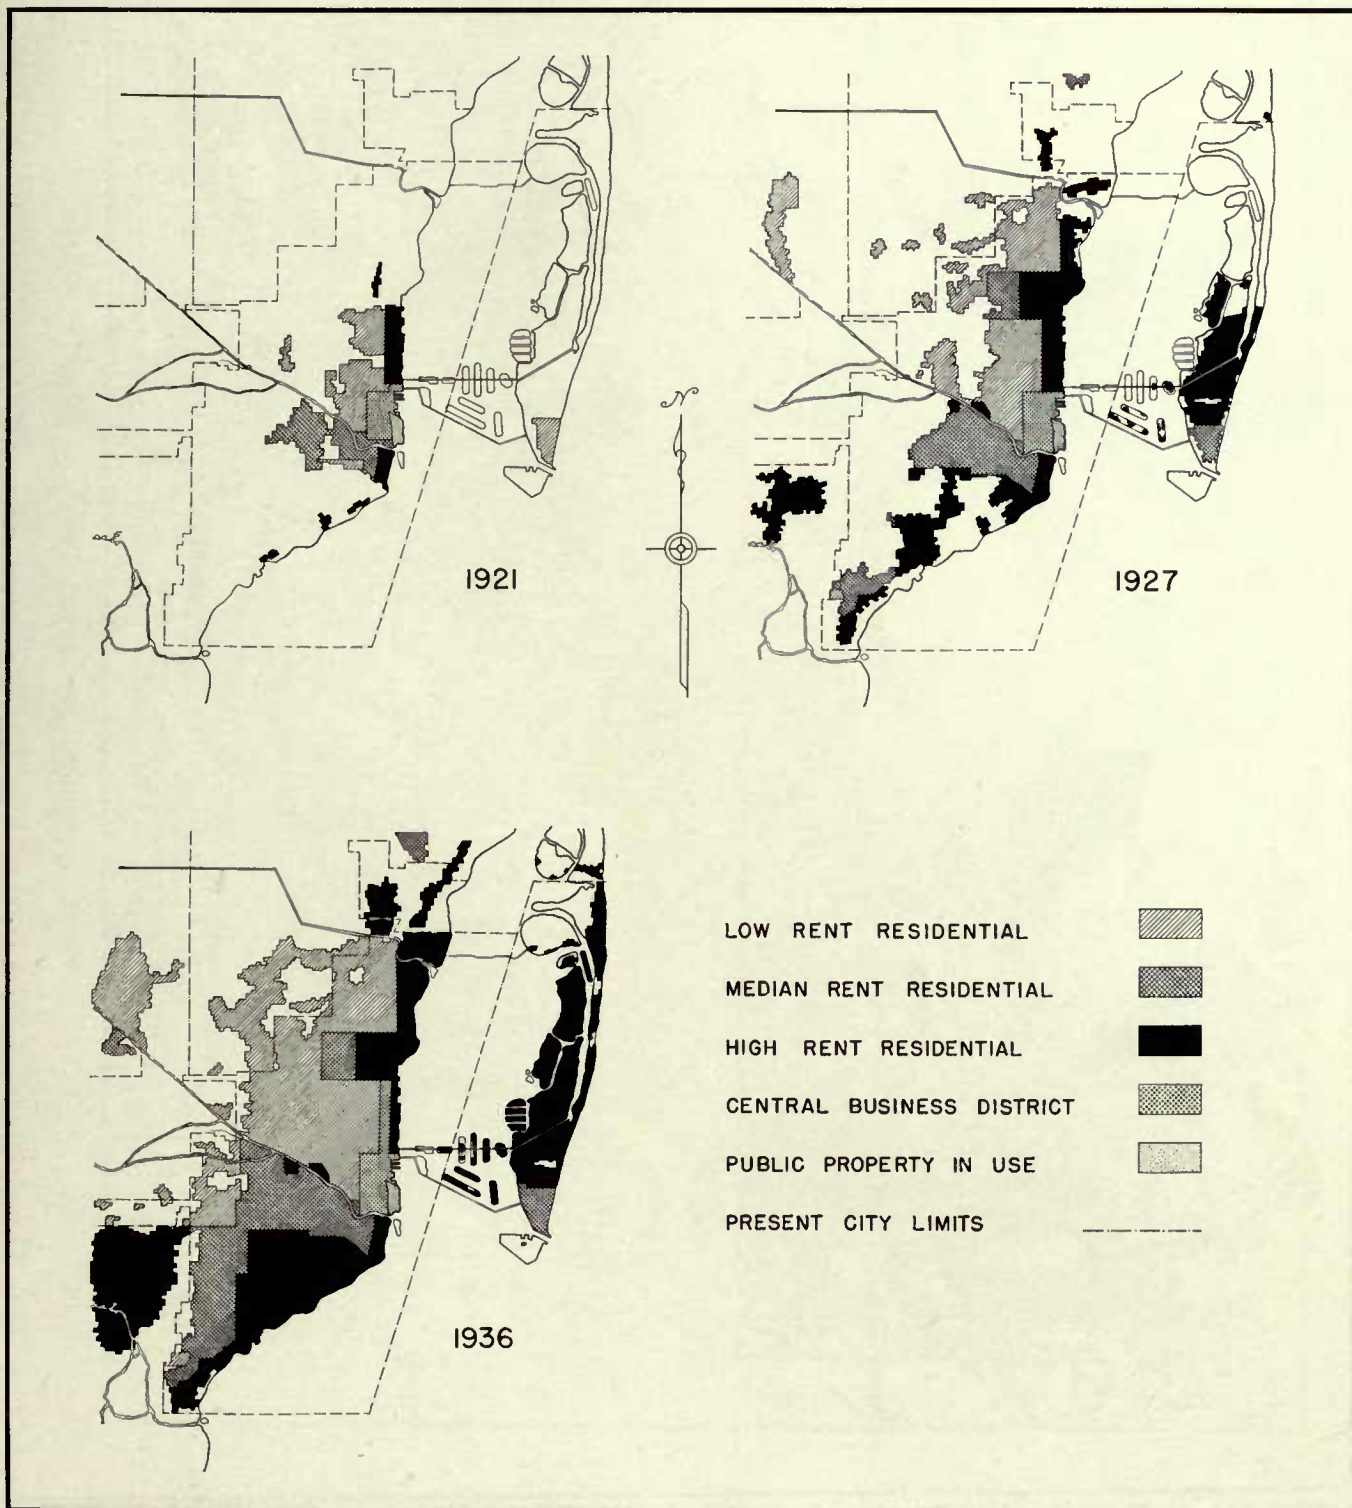 N
1921
1927
1936
LOW RENT RESIDENTIAL
MEDIAN RENT RESIDENTIAL
HIGH RENT RESIDENTIAL
CENTRAL BUSINESS DISTRICT
PUBLIC PROPERTY IN USE
PRESENT CITY LIMITS